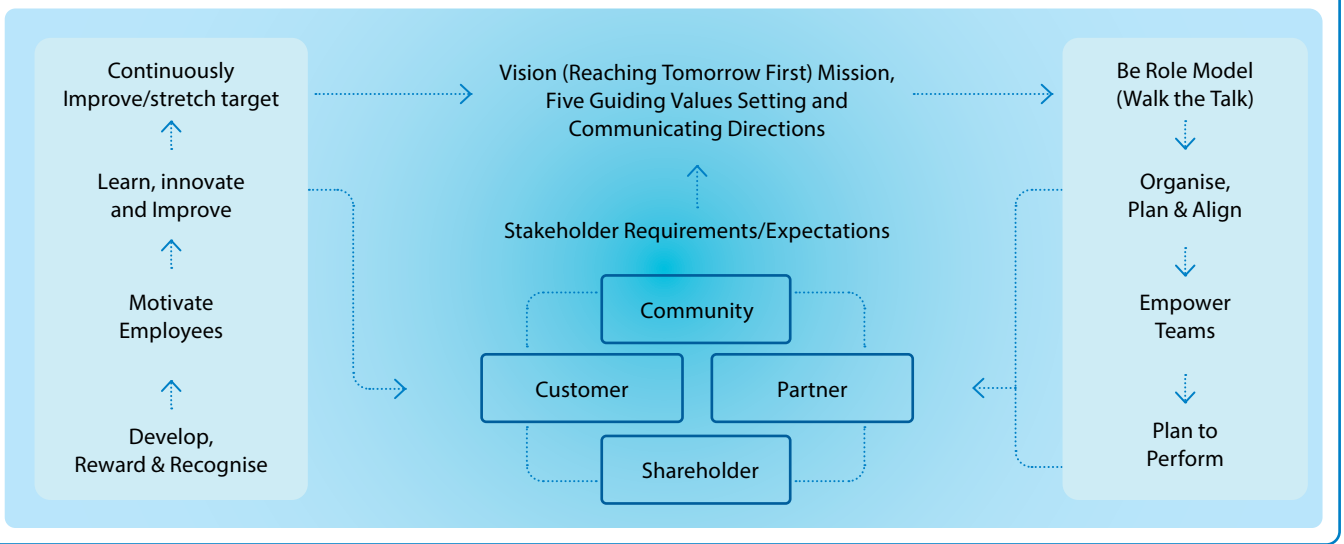 Continuously
Improve/stretch target
Learn, innovate
and Improve
Motivate
Employees
Develop,
Reward & Recognise
Vision (Reaching Tomorrow First) Mission,
Five Guiding Values Setting and
Communicating Directions
Stakeholder Requirements/Expectations
Community
Customer
Partner
Shareholder
Be Role Model
(Walk the Talk)
Organise,
Plan & Align
Empower
Teams
Plan to
Perform